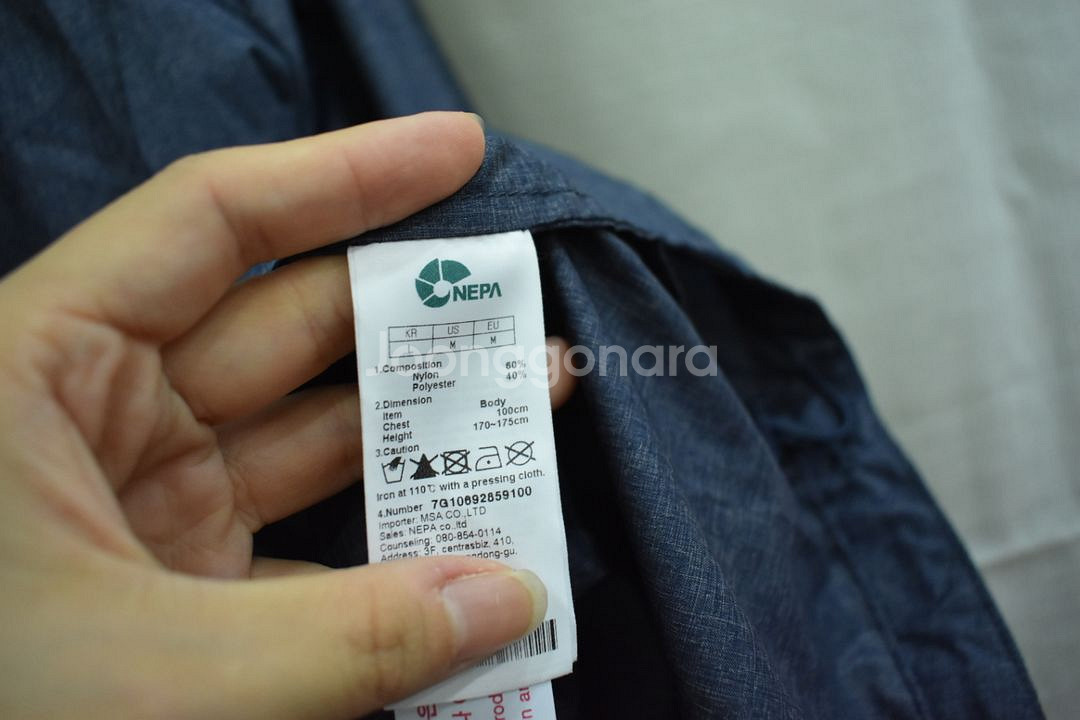 NEPA
KR US EU
M M
Joonggonara
1.Composition
Nylon 60%
Polyester 40%
2.Dimension
Item Body
Chest 100cm
Height 170~175cm
3.Caution
Iron at 110℃ with a pressing cloth.
4.Number 7G10692859100
Importer: MSA CO.,LTD
Sales: NEPA co.,ltd
Counseling: 080-854-0114
Address: 3F, centrasbiz, 410,